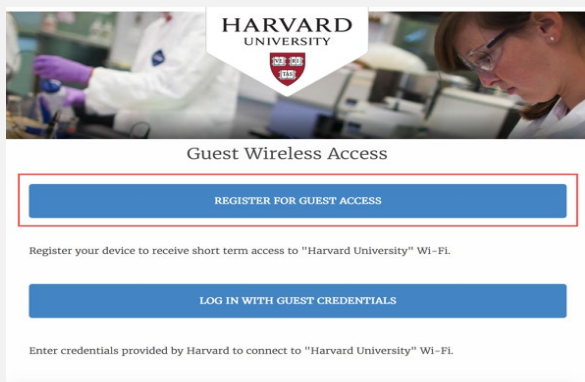 HARVARD
UNIVERSITY
VE RI
TAS
Guest Wireless Access
REGISTER FOR GUEST ACCESS
Register your device to receive short term access to "Harvard University" Wi-Fi.
LOG IN WITH GUEST CREDENTIALS
Enter credentials provided by Harvard to connect to "Harvard University" Wi-Fi.